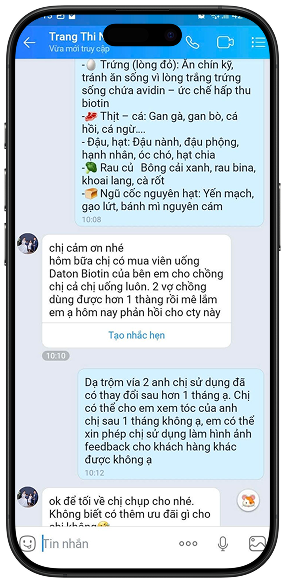 Trang Thi N
Vừa mới truy cập
-🥚 Trứng (lòng đỏ): Ăn chín kỹ,
tránh ăn sống vì lòng trắng trứng
sống chứa avidin – ức chế hấp thu
biotin
-🥩 Thịt – cá: Gan gà, gan bò, cá
hồi, cá ngừ....
- Đậu, hạt: Đậu nành, đậu phộng,
hạnh nhân, óc chó, hạt chia
-🥦 Rau củ Bông cải xanh, rau bina,
khoai lang, cà rốt
-🍞 Ngũ cốc nguyên hạt: Yến mạch,
gạo lứt, bánh mì nguyên cám
10:08
chị cảm ơn nhé
hôm bữa chị có mua viên uống
Daton Biotin của bên em cho chồng
chị cả chị uống luôn. 2 vợ chồng
dùng được hơn 1 tháng rồi mê lắm
em ạ hôm nay phản hồi cho cty này
Tạo nhắc hẹn
10:10
Dạ trộm vía 2 anh chị sử dụng đã
có thay đổi sau hơn 1 tháng ạ. Chị
có thể cho em xem tóc của anh
chị sau 1 tháng không ạ, em có thể
xin phép chị sử dụng làm hình ảnh
feedback cho khách hàng khác
được không ạ
10:12
ok để tối về chị chụp cho nhé.
Không biết có thêm ưu đãi gì cho
chị không🤣
Tin nhắn